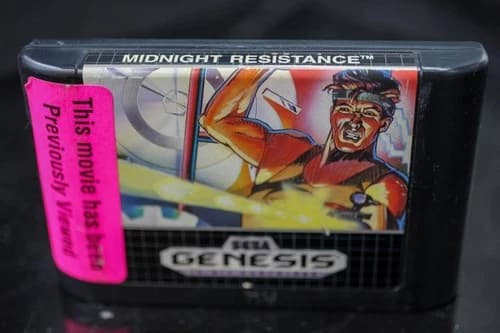 MIDNIGHT RESISTANCE™
This movie has been
Previously Viewed
SEGA
GENESIS